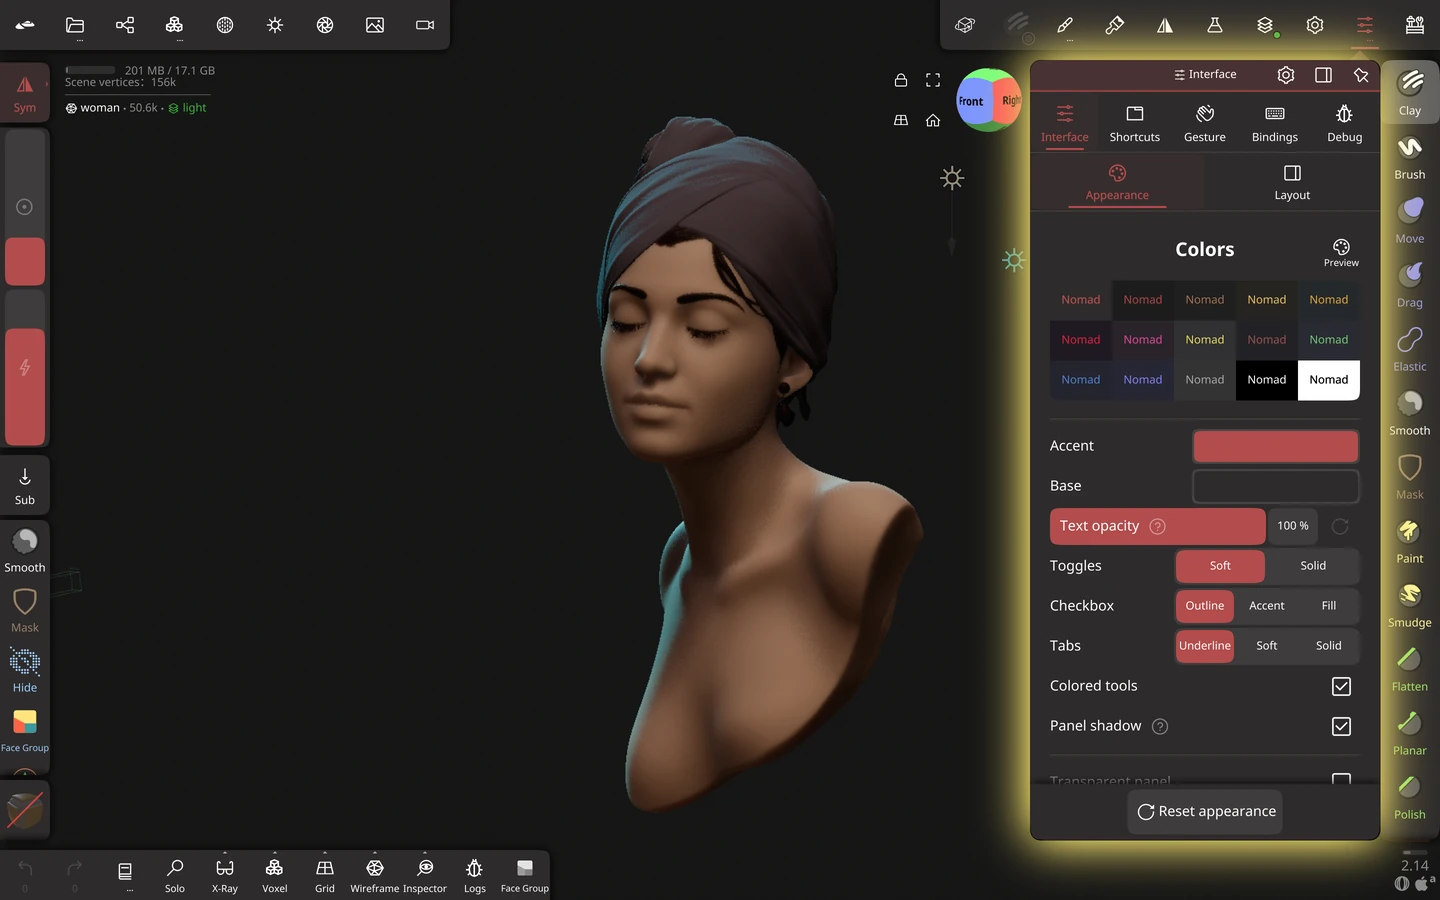 201 MB / 17.1 GB
Scene vertices: 156k
woman • 50.6k • light
Sym
Sub
Smooth
Mask
Hide
Face Group
0
0
...
Solo
X-Ray
Voxel
Grid
Wireframe
Inspector
Logs
Face Group
Front
Right
Interface
Interface
Shortcuts
Gesture
Bindings
Debug
Appearance
Layout
Colors
Preview
Nomad Nomad Nomad Nomad Nomad
Nomad Nomad Nomad Nomad Nomad
Nomad Nomad Nomad Nomad Nomad
Accent
Base
Text opacity ? 100 %
Toggles Soft Solid
Checkbox Outline Accent Fill
Tabs Underline Soft Solid
Colored tools
Panel shadow ?
Transparent panel
Reset appearance
Clay
Brush
Move
Drag
Elastic
Smooth
Mask
Paint
Smudge
Flatten
Planar
Polish
2.14
a